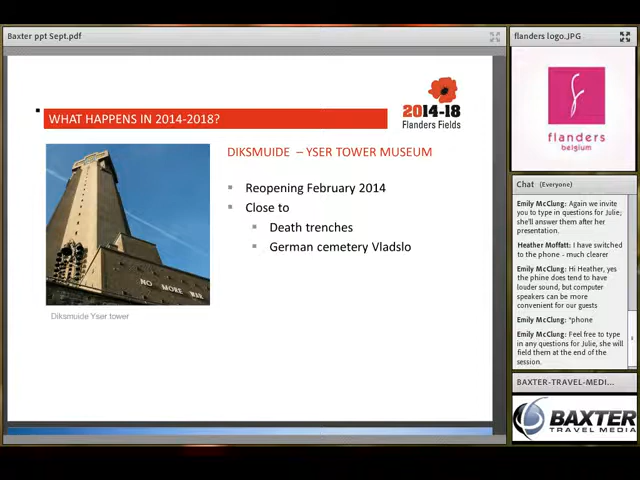 Baxter ppt Sept.pdf
WHAT HAPPENS IN 2014-2018?
2014-18
Flanders Fields
DIKSMUIDE – YSER TOWER MUSEUM
Reopening February 2014
Close to
Death trenches
German cemetery Vladslo
NO MORE WAR
Diksmuide Yser tower
flanders logo.JPG
flanders
belgium
Chat (Everyone)
Emily McClung: Again we invite
you to type in questions for Julie;
she'll answer them after her
presentation.
Heather Moffatt: I have switched
to the phone - much clearer
Emily McClung: Hi Heather, yes
the phine does tend to have
louder sound, but computer
speakers can be more
convenient for our guests
Emily McClung: *phone
Emily McClung: Feel free to type
in any questions for Julie, she will
field them at the end of the
session.
BAXTER-TRAVEL-MEDI...
BAXTER
TRAVEL MEDIA